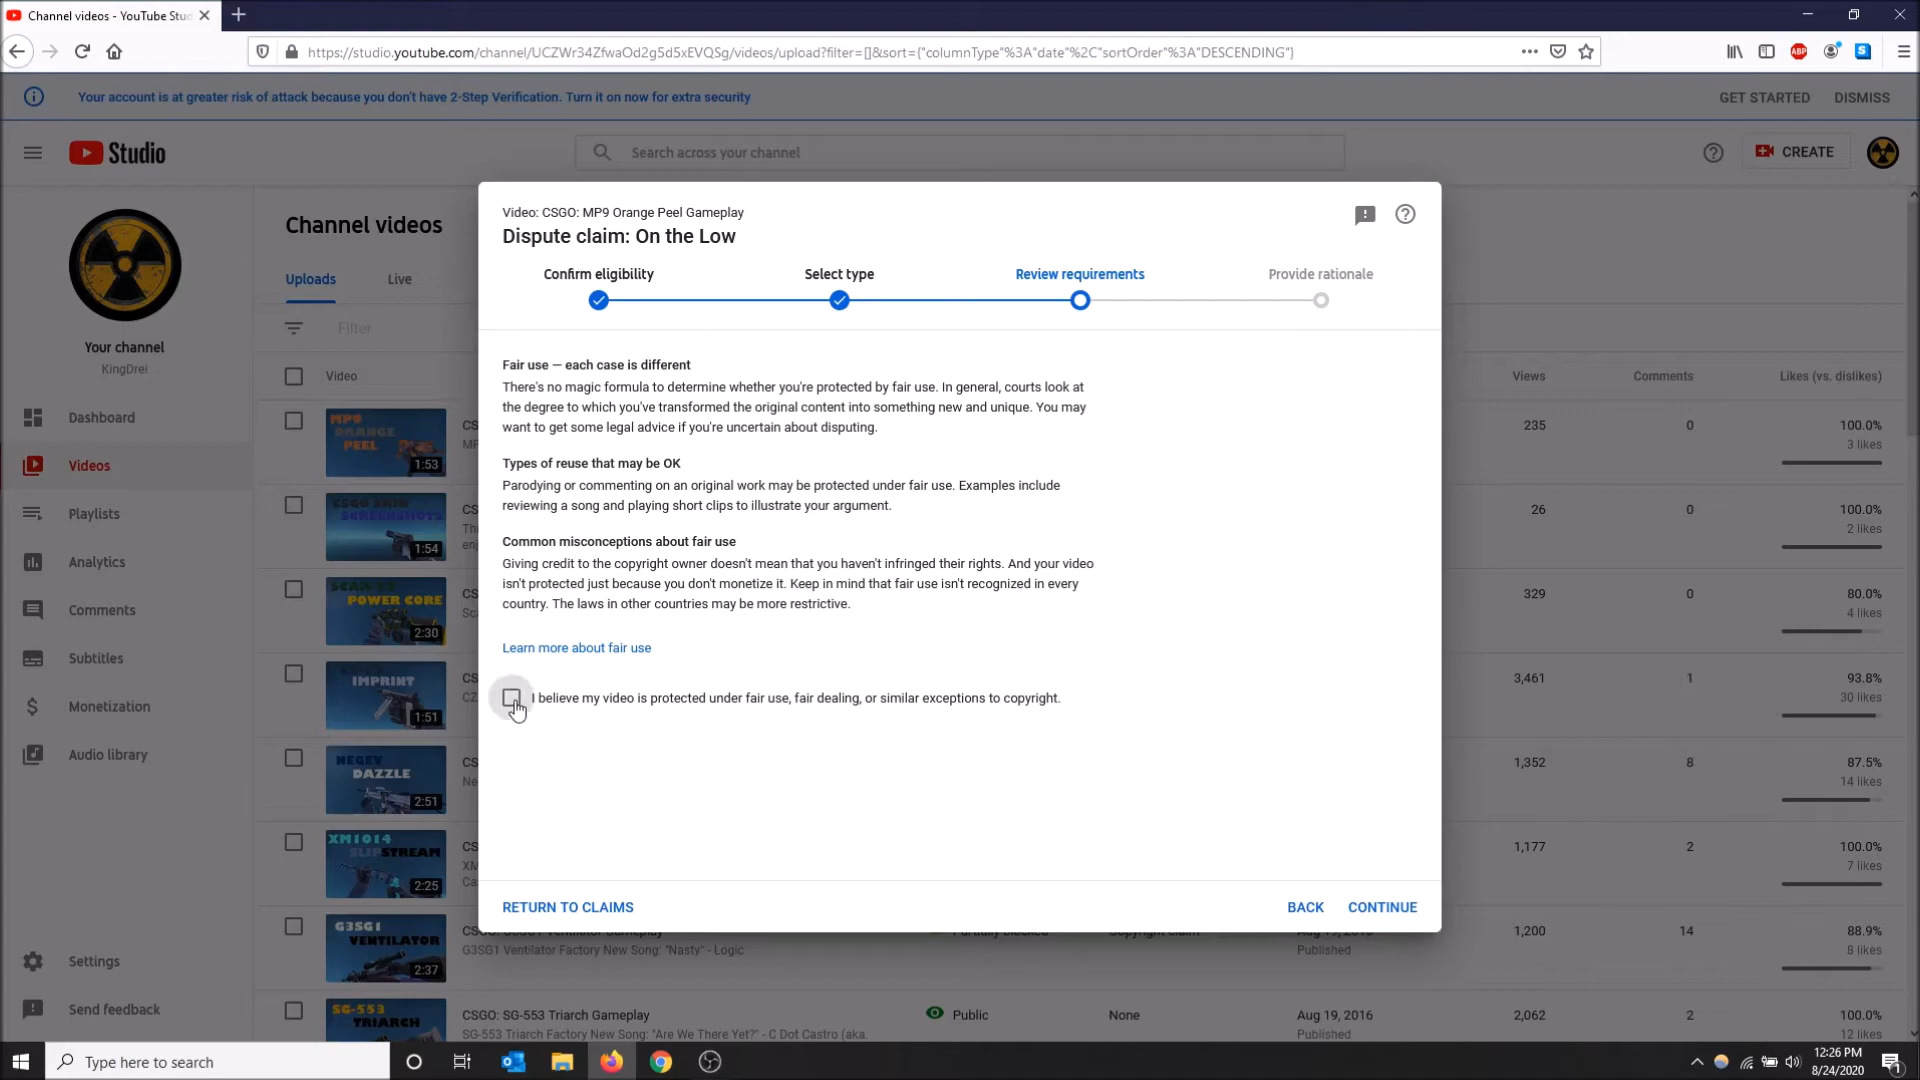 Channel videos - YouTube Stud
https://studio.youtube.com/channel/UCZWr34ZfwaOd2g5d5xEVQSg/videos/upload?filter=[]&sort={"columnType"%3A"date"%2C"sortOrder"%3A"DESCENDING"}
ABP
S
Your account is at greater risk of attack because you don't have 2-Step Verification. Turn it on now for extra security
GET STARTED
DISMISS
Studio
Search across your channel
CREATE
Your channel
KingDrei
Dashboard
Videos
Playlists
Analytics
Comments
Subtitles
Monetization
Audio library
Settings
Send feedback
Channel videos
Uploads
Live
Filter
Video
Views
Comments
Likes (vs. dislikes)
Video: CSGO: MP9 Orange Peel Gameplay
Dispute claim: On the Low
Confirm eligibility
Select type
Review requirements
Provide rationale
Fair use — each case is different
There's no magic formula to determine whether you're protected by fair use. In general, courts look at
the degree to which you've transformed the original content into something new and unique. You may
want to get some legal advice if you're uncertain about disputing.
Types of reuse that may be OK
Parodying or commenting on an original work may be protected under fair use. Examples include
reviewing a song and playing short clips to illustrate your argument.
Common misconceptions about fair use
Giving credit to the copyright owner doesn't mean that you haven't infringed their rights. And your video
isn't protected just because you don't monetize it. Keep in mind that fair use isn't recognized in every
country. The laws in other countries may be more restrictive.
Learn more about fair use
I believe my video is protected under fair use, fair dealing, or similar exceptions to copyright.
RETURN TO CLAIMS
BACK
CONTINUE
MP9
ORANGE
PEEL
1:53
235
0
100.0%
3 likes
CSGO SKIN
SCREENSHOTS
1:54
26
0
100.0%
2 likes
POWER CORE
2:30
329
0
80.0%
4 likes
IMPRINT
1:51
3,461
1
93.8%
30 likes
NEGEV
DAZZLE
2:51
1,352
8
87.5%
14 likes
XM1014
SLIPSTREAM
2:25
1,177
2
100.0%
7 likes
G3SG1
VENTILATOR
2:37
G3SG1 Ventilator Factory New Song: "Nasty" - Logic
Published
1,200
14
88.9%
8 likes
SG-553
TRIARCH
CSGO: SG-553 Triarch Gameplay
SG-553 Triarch Factory New Song: "Are We There Yet?" - C Dot Castro (aka.
Public
None
Aug 19, 2016
Published
2,062
2
100.0%
12 likes
Type here to search
12:26 PM
8/24/2020
1